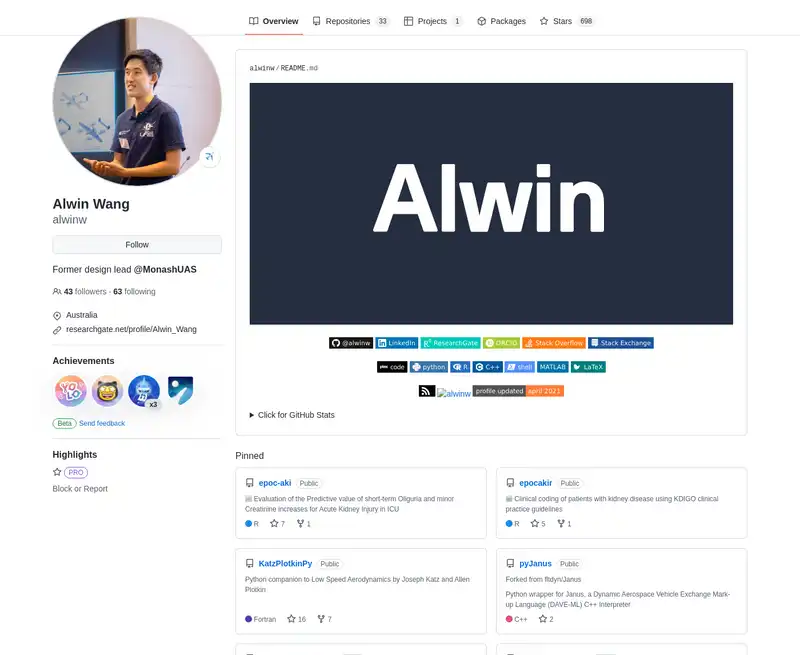 Overview
Repositories 33
Projects 1
Packages
Stars 698
alwinw/README.md
Alwin
@alwinw
LinkedIn
ResearchGate
ORCID
Stack Overflow
Stack Exchange
code
python
R
C++
shell
MATLAB
LaTeX
alwinw
profile updated april 2021
Click for GitHub Stats
Alwin Wang
alwinw
Follow
Former design lead @MonashUAS
43 followers · 63 following
Australia
researchgate.net/profile/Alwin_Wang
Achievements
YOLO
x3
Beta Send feedback
Highlights
PRO
Block or Report
Pinned
epoc-aki Public
Evaluation of the Predictive value of short-term Oliguria and minor
Creatinine increases for Acute Kidney Injury in ICU
R 7 1
epocakir Public
Clinical coding of patients with kidney disease using KDIGO clinical
practice guidelines
R 5 1
KatzPlotkinPy Public
Python companion to Low Speed Aerodynamics by Joseph Katz and Allen
Plotkin
Fortran 16 7
pyJanus Public
Forked from fltdyn/Janus
Python wrapper for Janus, a Dynamic Aerospace Vehicle Exchange Mark-
up Language (DAVE-ML) C++ Interpreter
C++ 2